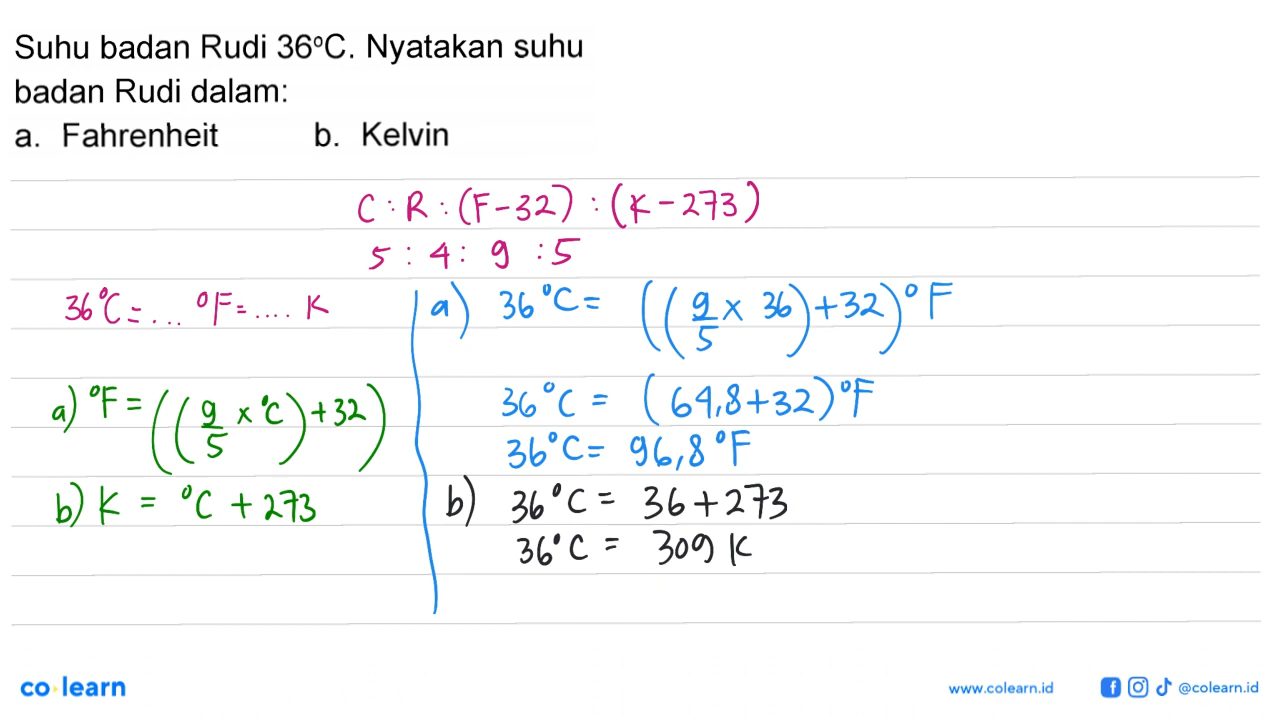 Suhu badan Rudi 36°C. Nyatakan suhu
badan Rudi dalam:
a. Fahrenheit b. Kelvin
C : R : (F - 32) : (K - 273)
5 : 4 : 9 : 5
36°C = ... °F = .... K
a) °F = ((9/5 × °C) + 32)
b) K = °C + 273
a) 36°C = ((9/5 × 36) + 32)°F
36°C = (64,8 + 32)°F
36°C = 96,8°F
b) 36°C = 36 + 273
36°C = 309 K
co learn
www.colearn.id @colearn.id